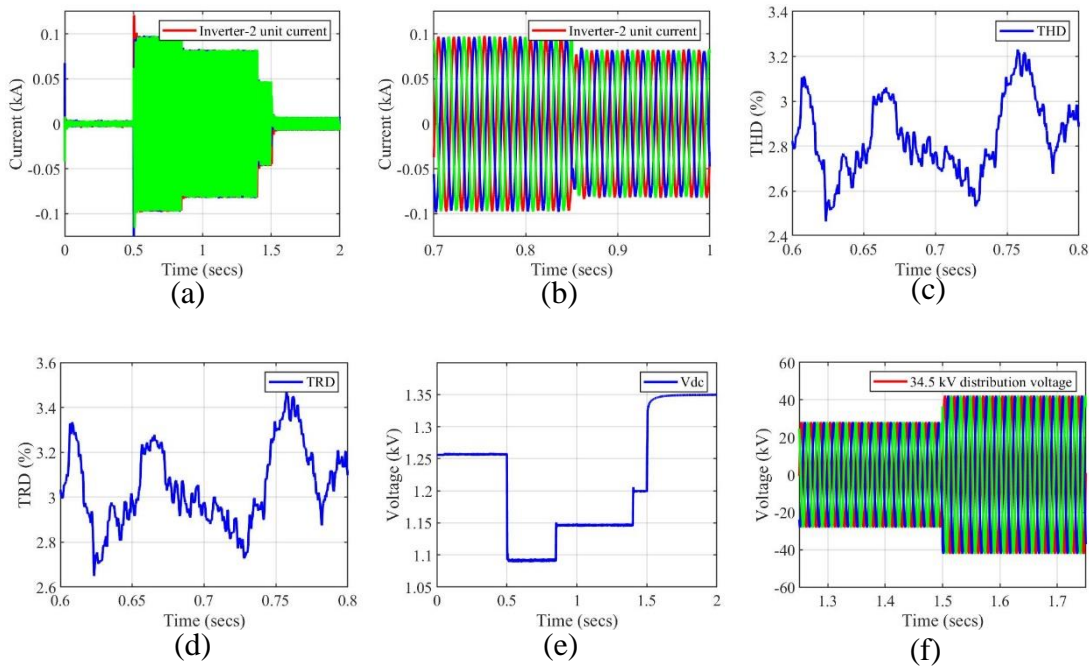 Inverter-2 unit current
Current (kA)
0.1
0.05
0
-0.05
-0.1
0 0.5 1 1.5 2
Time (secs)
(a)
Inverter-2 unit current
Current (kA)
0.1
0.05
0
-0.05
-0.1
0.7 0.8 0.9 1
Time (secs)
(b)
THD
THD (%)
3.4
3
2.8
2.4
0.6 0.65 0.7 0.75 0.8
Time (secs)
(c)
TRD
TRD (%)
3.6
3.4
3.2
3
2.8
2.6
0.6 0.65 0.7 0.75 0.8
Time (secs)
(d)
Vdc
Voltage (kV)
1.35
1.3
1.25
1.2
1.15
1.1
1.05
0 0.5 1 1.5 2
Time (secs)
(e)
34.5 kV distribution voltage
Voltage (kV)
60
40
20
0
-20
-40
-60
1.3 1.4 1.5 1.6 1.7
Time (secs)
(f)